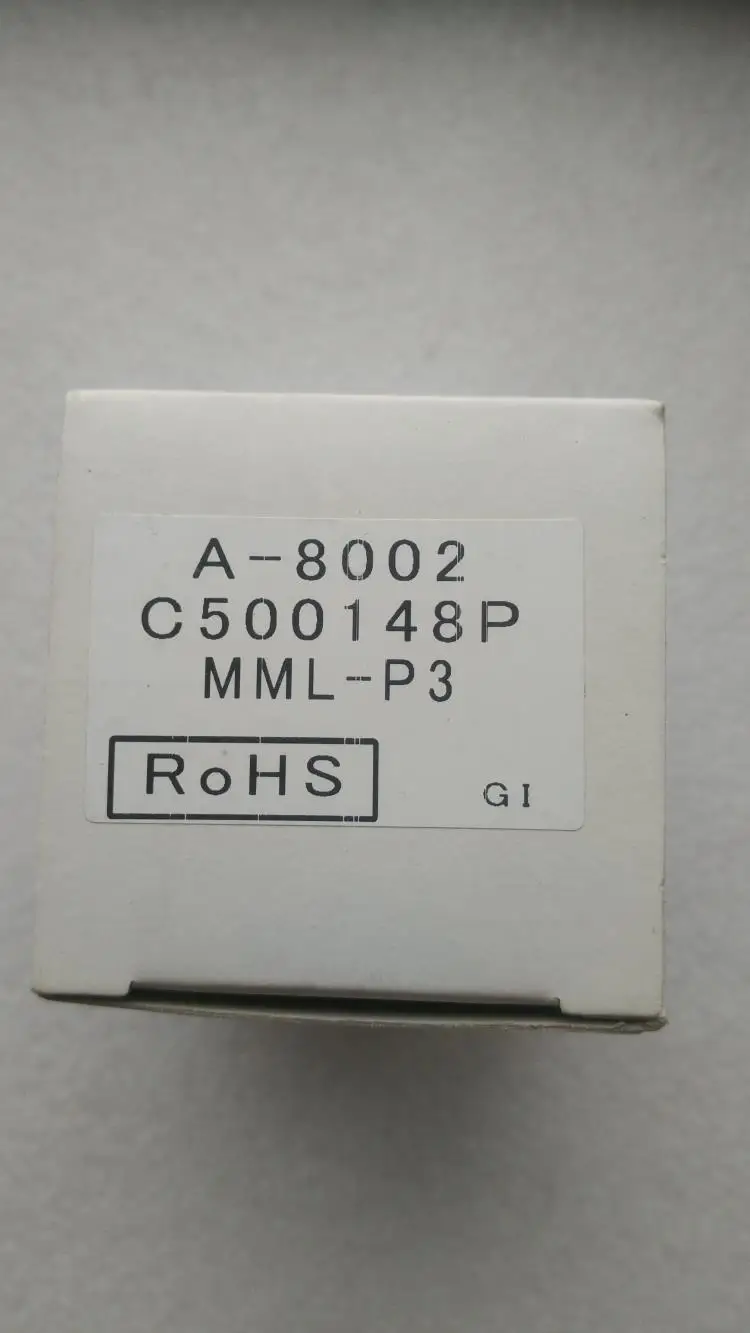 A-8002
C500148P
MML-P3
RoHS
GI